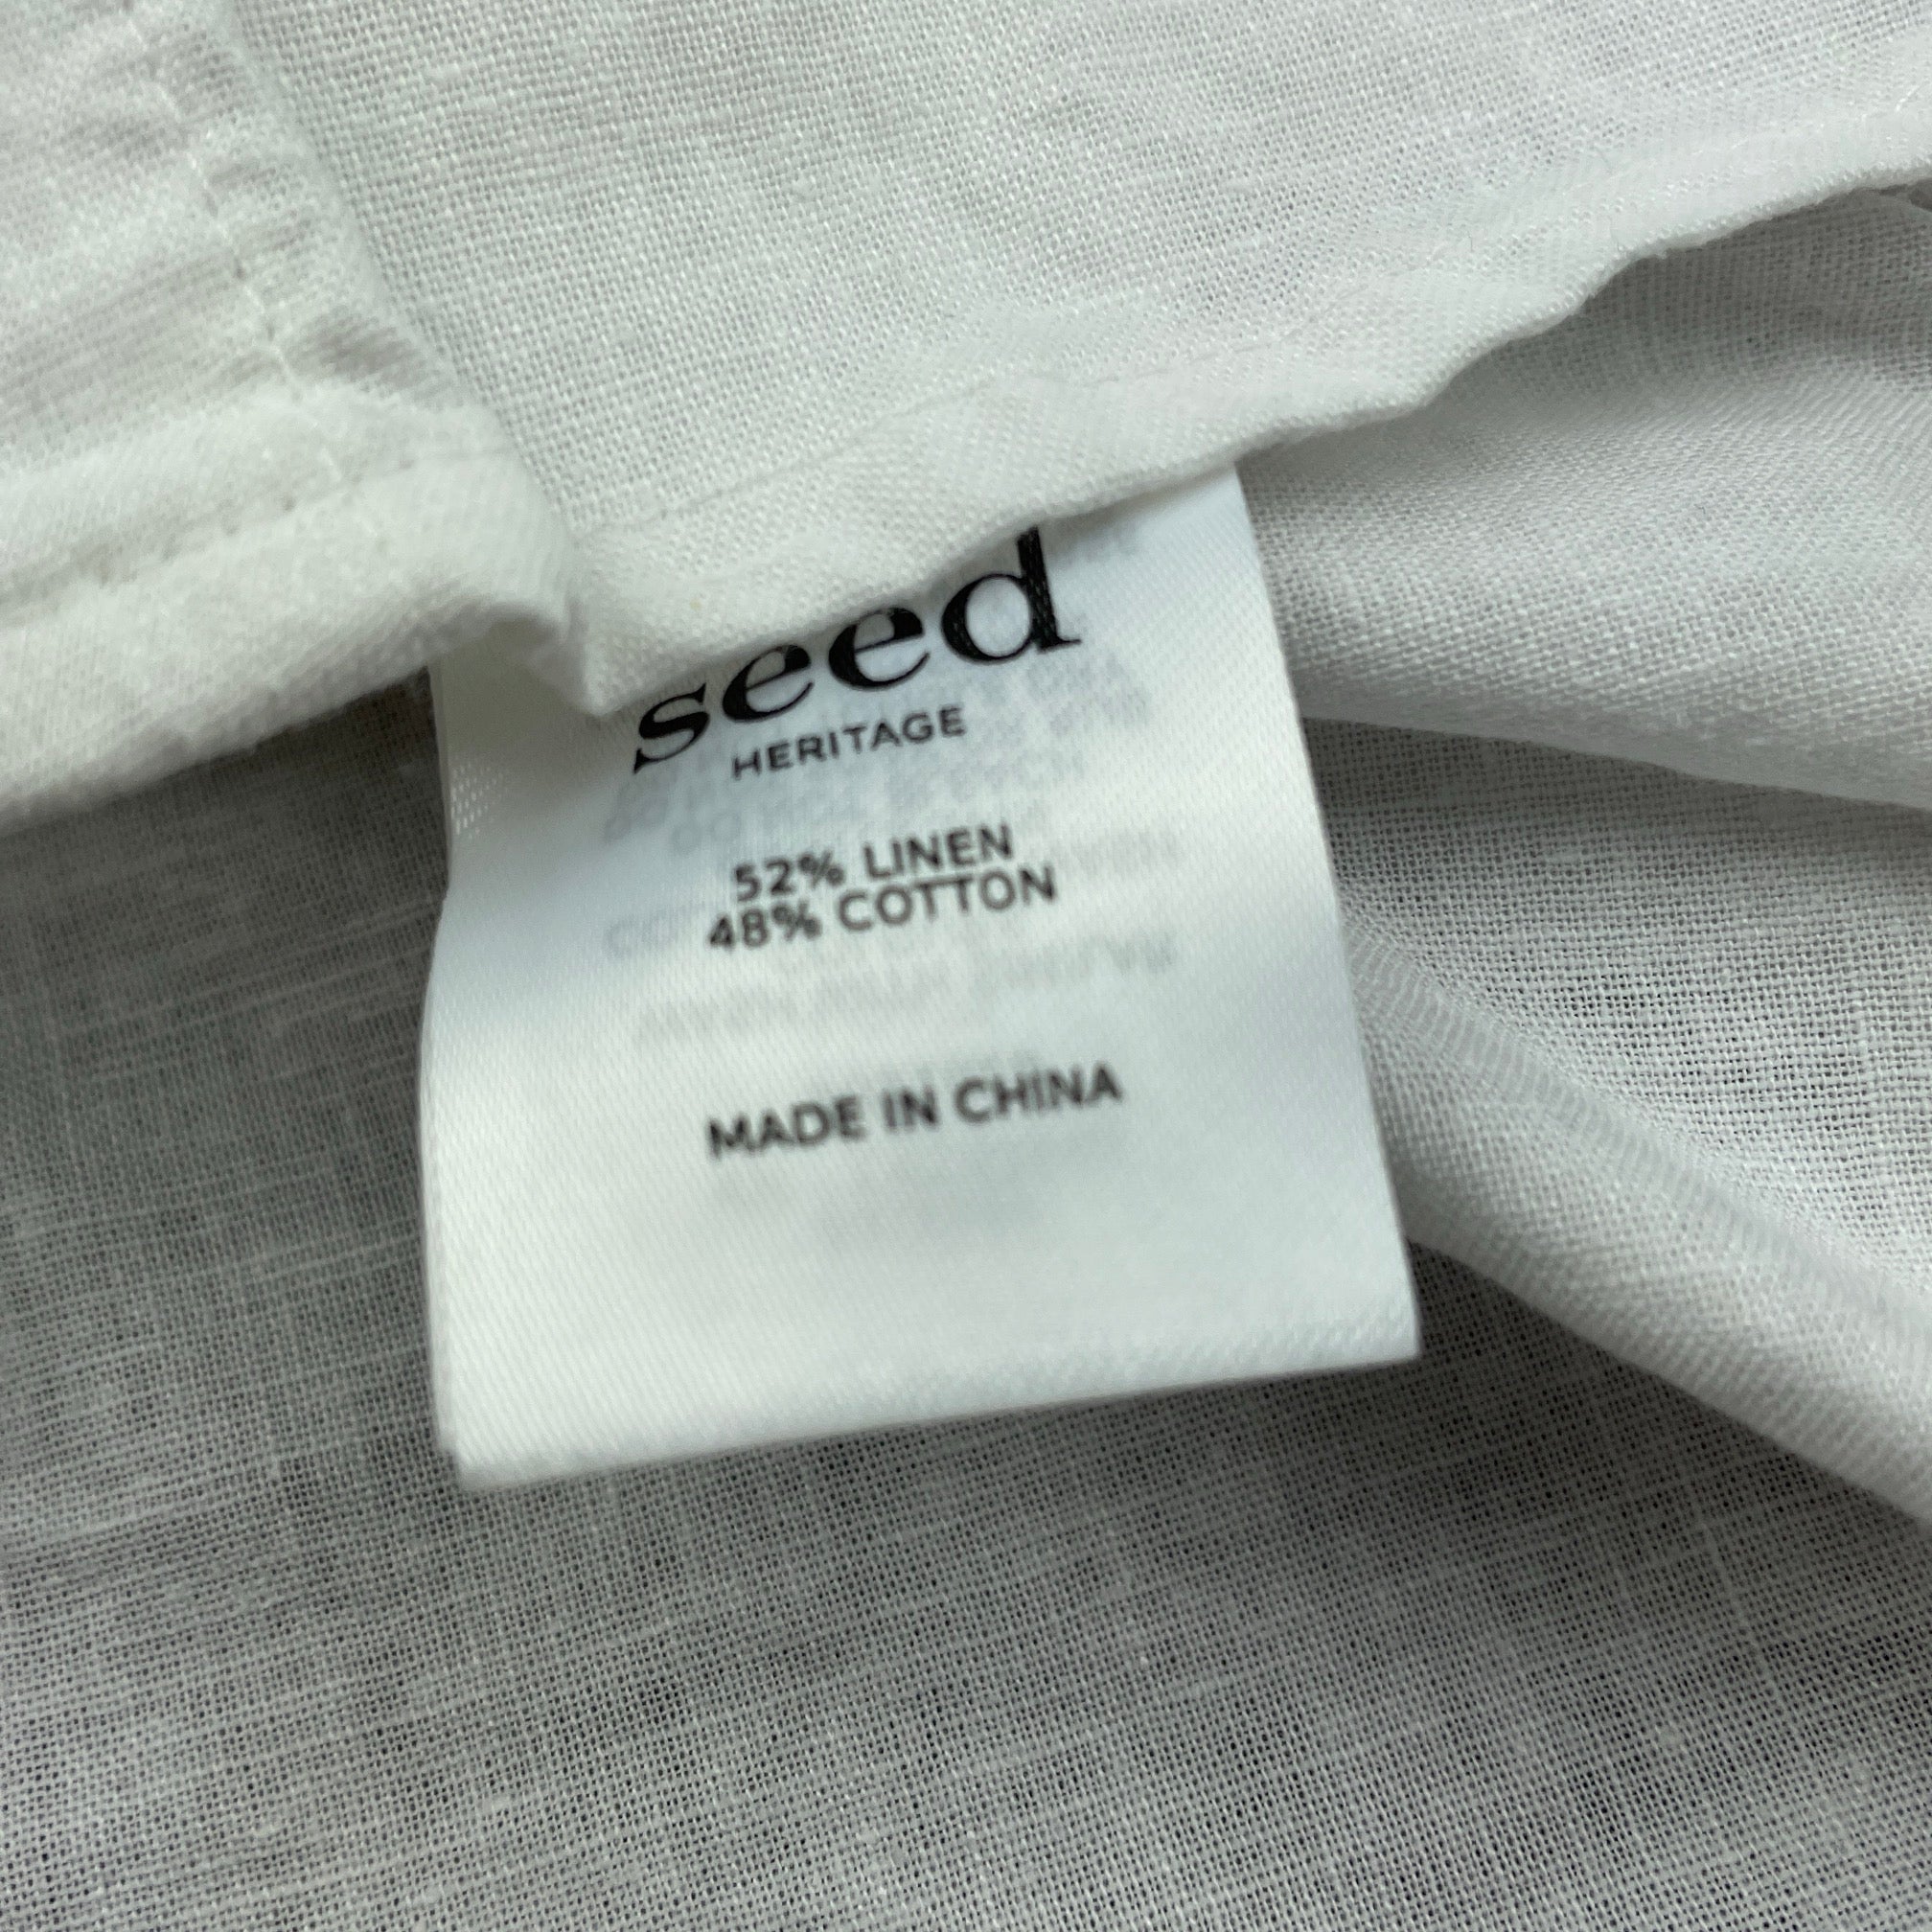 seed
HERITAGE
52% LINEN
48% COTTON
MADE IN CHINA